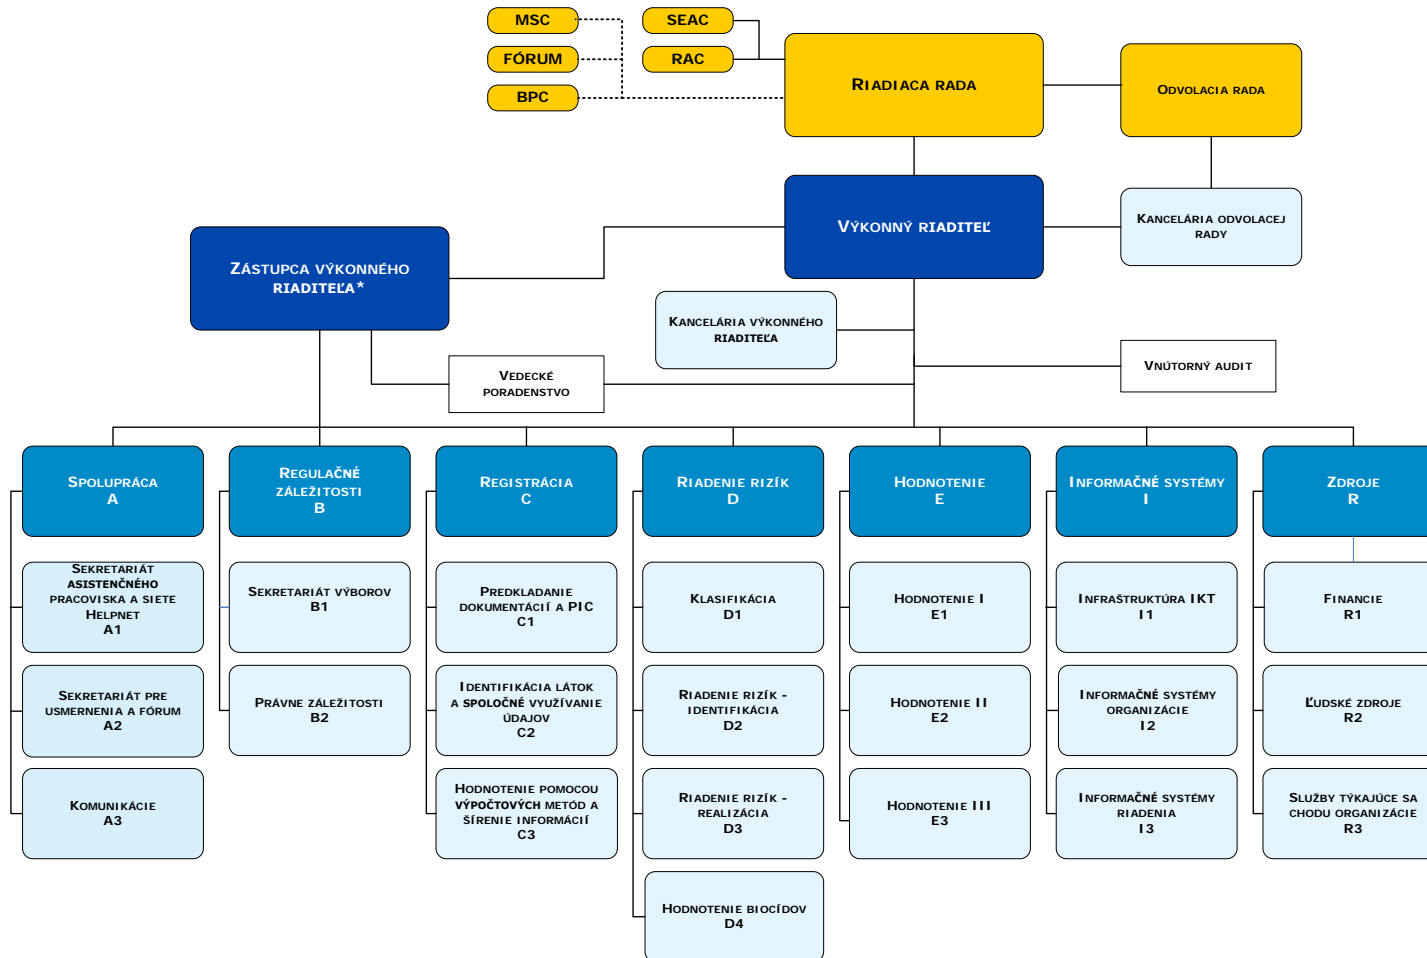 MSC
SEAC
FÓRUM
RAC
BPC
RIADIACA RADA
ODVOLACIA RADA
VÝKONNÝ RIADITEĽ
KANCELÁRIA ODVOLACEJ
RADY
ZÁSTUPCA VÝKONNÉHO
RIADITEĽA*
KANCELÁRIA VÝKONNÉHO
RIADITEĽA
VEDECKÉ
PORADENSTVO
VNÚTORNÝ AUDIT
SPOLUPRÁCA
A
REGULAČNÉ
ZÁLEŽITOSTI
B
REGISTRÁCIA
C
RIADENIE RIZÍK
D
HODNOTENIE
E
INFORMAČNÉ SYSTÉMY
I
ZDROJE
R
SEKRETARIÁT
ASISTENČNÉHO
PRACOVISKA A SIETE
HELPNET
A1
SEKRETARIÁT VÝBOROV
B1
PREDKLADANIE
DOKUMENTÁCIÍ A PIC
C1
KLASIFIKÁCIA
D1
HODNOTENIE I
E1
INFRAŠTRUKTÚRA IKT
I1
FINANCIE
R1
SEKRETARIÁT PRE
USMERNENIA A FÓRUM
A2
PRÁVNE ZÁLEŽITOSTI
B2
IDENTIFIKÁCIA LÁTOK
A SPOLOČNÉ VYUŽÍVANIE
ÚDAJOV
C2
RIADENIE RIZÍK -
IDENTIFIKÁCIA
D2
HODNOTENIE II
E2
INFORMAČNÉ SYSTÉMY
ORGANIZÁCIE
I2
ĽUDSKÉ ZDROJE
R2
KOMUNIKÁCIE
A3
HODNOTENIE POMOCOU
VÝPOČTOVÝCH METÓD A
ŠÍRENIE INFORMÁCIÍ
C3
RIADENIE RIZÍK -
REALIZÁCIA
D3
HODNOTENIE III
E3
INFORMAČNÉ SYSTÉMY
RIADENIA
I3
SLUŽBY TÝKAJÚCE SA
CHODU ORGANIZÁCIE
R3
HODNOTENIE BIOCÍDOV
D4